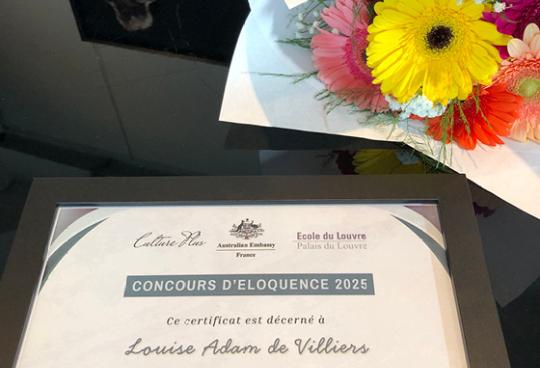 Culture Plus
Australian Embassy
France
Ecole du Louvre
Palais du Louvre
CONCOURS D'ELOQUENCE 2025
Ce certificat est décerné à
Louise Adam de Villiers